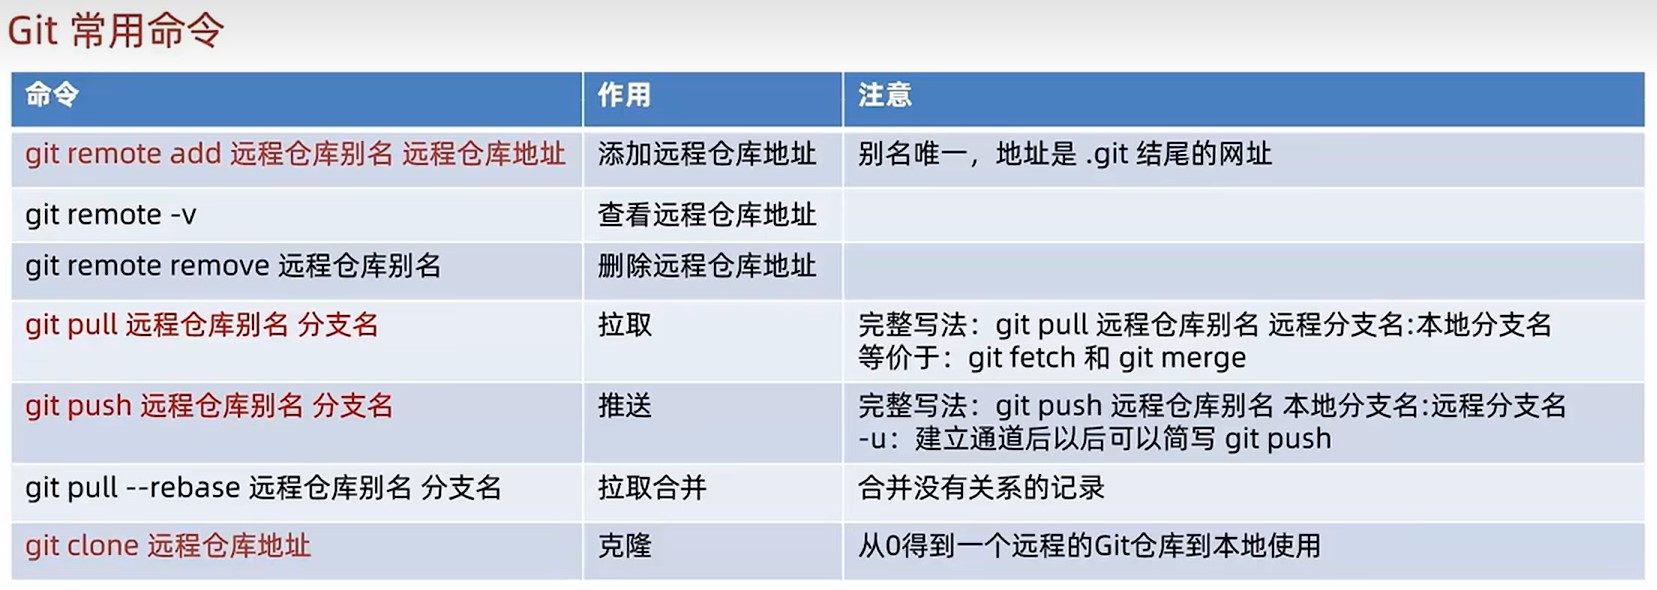 Git 常用命令
命令 作用 注意
git remote add 远程仓库别名 远程仓库地址 添加远程仓库地址 别名唯一，地址是 .git 结尾的网址
git remote -v 查看远程仓库地址
git remote remove 远程仓库别名 删除远程仓库地址
git pull 远程仓库别名 分支名 拉取 完整写法：git pull 远程仓库别名 远程分支名:本地分支名
等价于：git fetch 和 git merge
git push 远程仓库别名 分支名 推送 完整写法：git push 远程仓库别名 本地分支名:远程分支名
-u：建立通道后以后可以简写 git push
git pull --rebase 远程仓库别名 分支名 拉取合并 合并没有关系的记录
git clone 远程仓库地址 克隆 从0得到一个远程的Git仓库到本地使用